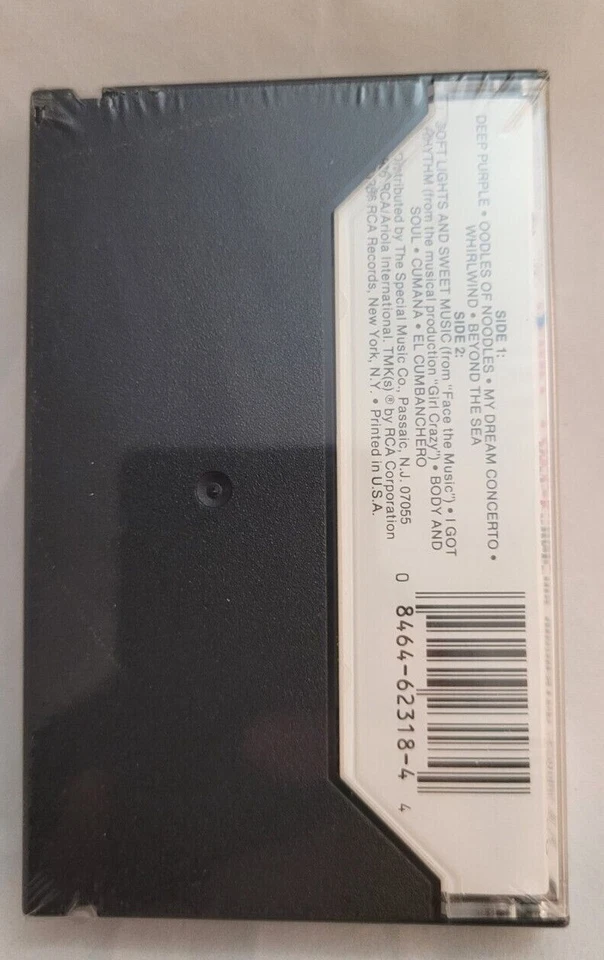 SIDE 1:
DEEP PURPLE • OODLES OF NOODLES • MY DREAM CONCERTO •
WHIRLWIND • BEYOND THE SEA
SIDE 2:
SOFT LIGHTS AND SWEET MUSIC (from "Face the Music") • I GOT
RHYTHM (from the musical production "Girl Crazy") • BODY AND
SOUL • CUMANA • EL CUMBANCHERO
Distributed by The Special Music Co., Passaic, N.J. 07055
RCA/Ariola International. TMK(s) ® by RCA Corporation
RCA Records, New York, N.Y. • Printed in U.S.A.
0 8464-62318-4 4